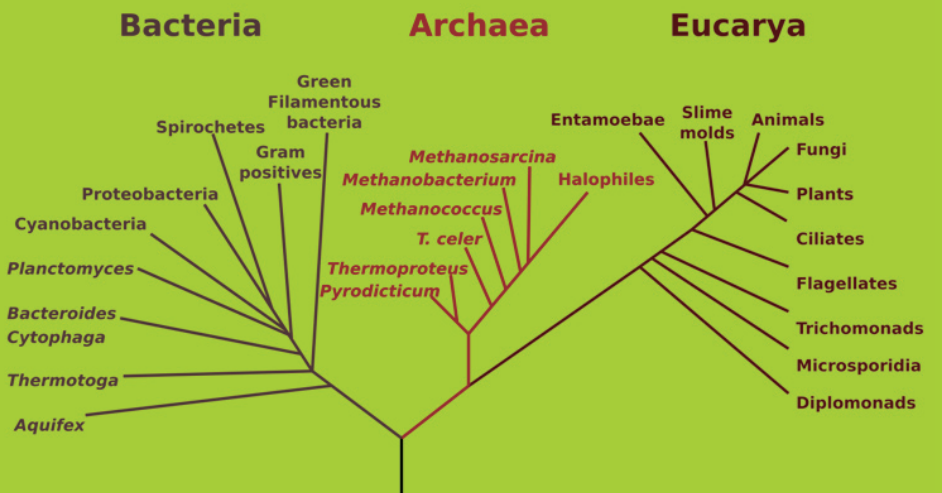 Bacteria
Archaea
Eucarya
Green
Filamentous
bacteria
Spirochetes
Gram
positives
Proteobacteria
Cyanobacteria
Planctomyces
Bacteroides
Cytophaga
Thermotoga
Aquifex
Methanosarcina
Methanobacterium
Halophiles
Methanococcus
T. celer
Thermoproteus
Pyrodicticum
Entamoebae
Slime
molds
Animals
Fungi
Plants
Ciliates
Flagellates
Trichomonads
Microsporidia
Diplomonads